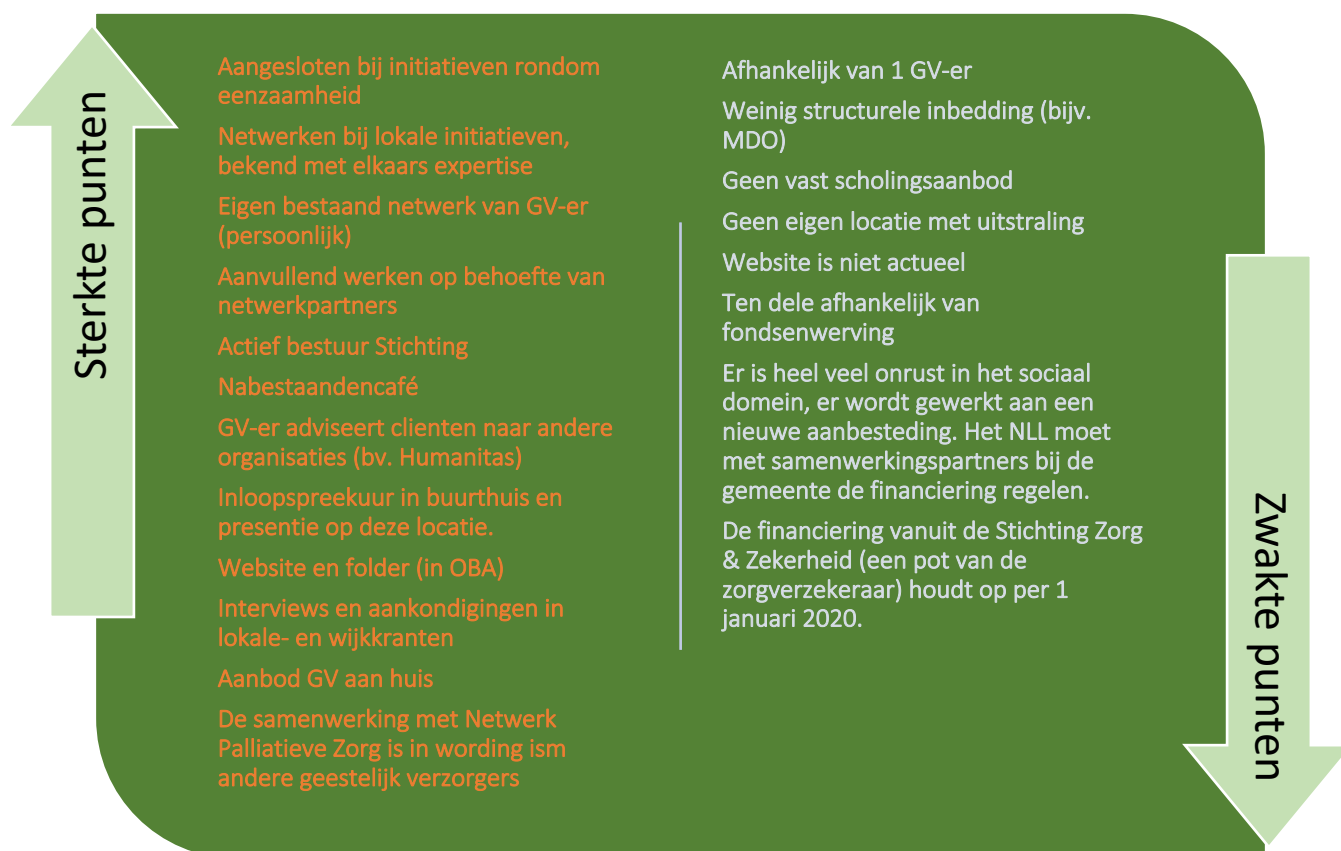 Sterkte punten
Aangesloten bij initiatieven rondom
eenzaamheid
Netwerken bij lokale initiatieven,
bekend met elkaars expertise
Eigen bestaand netwerk van GV-er
(persoonlijk)
Aanvullend werken op behoefte van
netwerkpartners
Actief bestuur Stichting
Nabestaandencafé
GV-er adviseert clienten naar andere
organisaties (bv. Humanitas)
Inloopspreekuur in buurthuis en
presentie op deze locatie.
Website en folder (in OBA)
Interviews en aankondigingen in
lokale- en wijkkranten
Aanbod GV aan huis
De samenwerking met Netwerk
Palliatieve Zorg is in wording ism
andere geestelijk verzorgers
Afhankelijk van 1 GV-er
Weinig structurele inbedding (bijv.
MDO)
Geen vast scholingsaanbod
Geen eigen locatie met uitstraling
Website is niet actueel
Ten dele afhankelijk van
fondsenwerving
Er is heel veel onrust in het sociaal
domein, er wordt gewerkt aan een
nieuwe aanbesteding. Het NLL moet
met samenwerkingspartners bij de
gemeente de financiering regelen.
De financiering vanuit de Stichting Zorg
& Zekerheid (een pot van de
zorgverzekeraar) houdt op per 1
januari 2020.
Zwakte punten